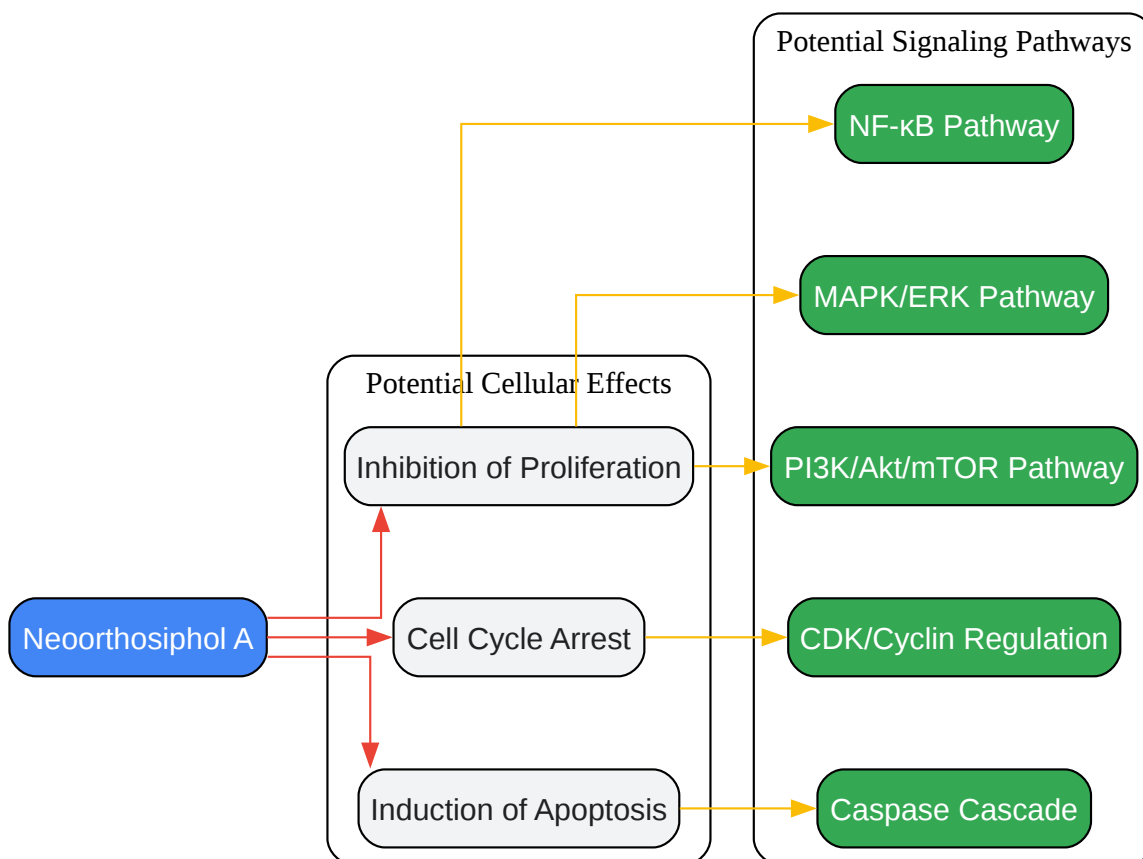 Potential Signaling Pathways
NF-κB Pathway
MAPK/ERK Pathway
Potential Cellular Effects
Inhibition of Proliferation
PI3K/Akt/mTOR Pathway
Neoorthosiphol A
Cell Cycle Arrest
CDK/Cyclin Regulation
Induction of Apoptosis
Caspase Cascade